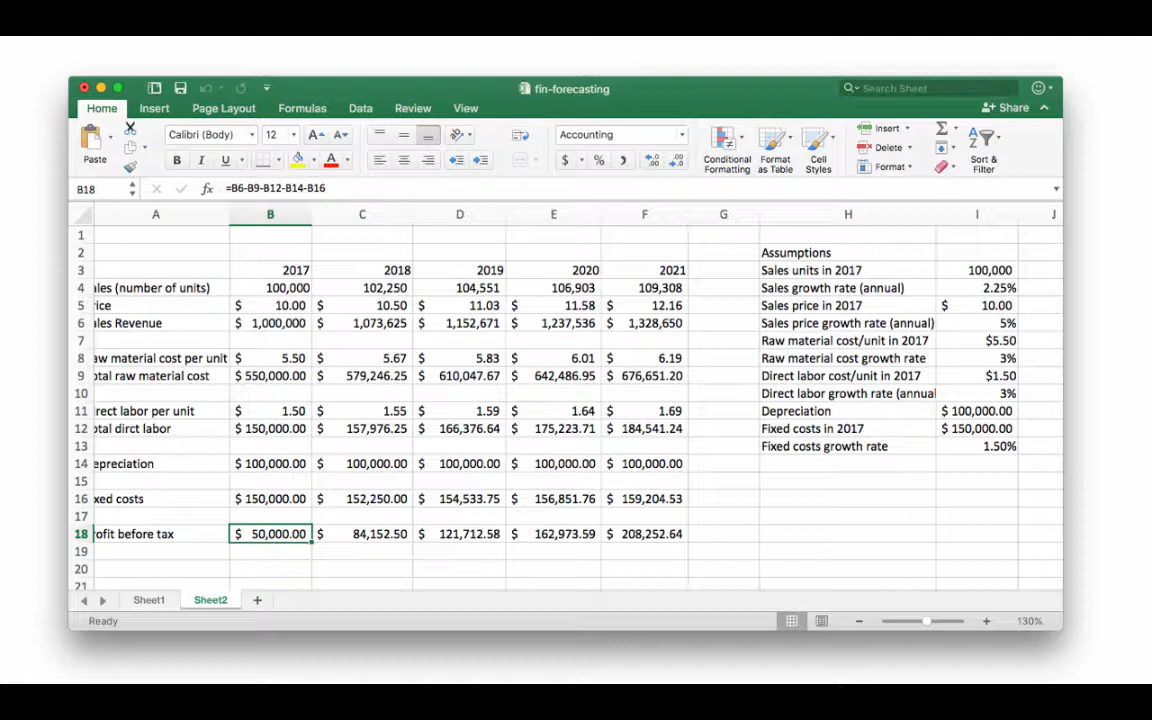 fin-forecasting
Search Sheet
Home Insert Page Layout Formulas Data Review View Share
Calibri (Body) 12 A A Accounting Insert Σ
Delete
Paste B I U A $ % Conditional Formatting Format as Table Cell Styles Format Sort & Filter
B18 fx =B6-B9-B12-B14-B16
A B C D E F G H I J
1
2 Assumptions
3 2017 2018 2019 2020 2021 Sales units in 2017 100,000
4 ales (number of units) 100,000 102,250 104,551 106,903 109,308 Sales growth rate (annual) 2.25%
5 rice $ 10.00 $ 10.50 $ 11.03 $ 11.58 $ 12.16 Sales price in 2017 $ 10.00
6 ales Revenue $ 1,000,000 $ 1,073,625 $ 1,152,671 $ 1,237,536 $ 1,328,650 Sales price growth rate (annual) 5%
7 Raw material cost/unit in 2017 $5.50
8 aw material cost per unit $ 5.50 $ 5.67 $ 5.83 $ 6.01 $ 6.19 Raw material cost growth rate 3%
9 otal raw material cost $ 550,000.00 $ 579,246.25 $ 610,047.67 $ 642,486.95 $ 676,651.20 Direct labor cost/unit in 2017 $1.50
10 Direct labor growth rate (annual 3%
11 rect labor per unit $ 1.50 $ 1.55 $ 1.59 $ 1.64 $ 1.69 Depreciation $ 100,000.00
12 otal dirct labor $ 150,000.00 $ 157,976.25 $ 166,376.64 $ 175,223.71 $ 184,541.24 Fixed costs in 2017 $ 150,000.00
13 Fixed costs growth rate 1.50%
14 epreciation $ 100,000.00 $ 100,000.00 $ 100,000.00 $ 100,000.00 $ 100,000.00
15
16 xed costs $ 150,000.00 $ 152,250.00 $ 154,533.75 $ 156,851.76 $ 159,204.53
17
18 rofit before tax $ 50,000.00 $ 84,152.50 $ 121,712.58 $ 162,973.59 $ 208,252.64
19
20
21
Sheet1 Sheet2 +
Ready 130%